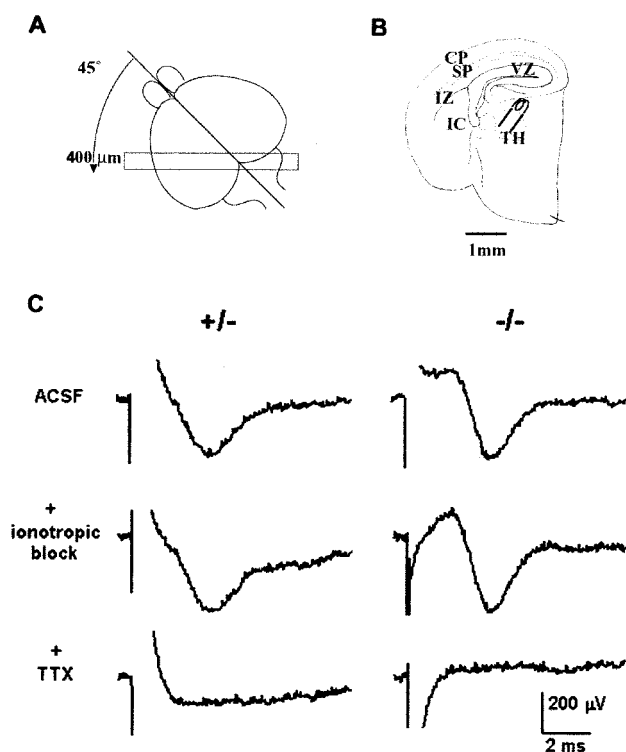 A
45°
400 μm
B
CP
SP
VZ
IZ
IC
TH
1mm
C
+/-
-/-
ACSF
+
ionotropic
block
+
TTX
200 μV
2 ms